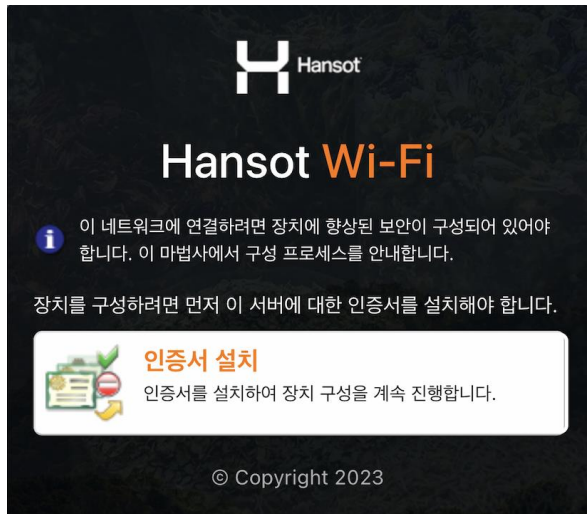 Hansot
Hansot Wi-Fi
이 네트워크에 연결하려면 장치에 향상된 보안이 구성되어 있어야
합니다. 이 마법사에서 구성 프로세스를 안내합니다.
장치를 구성하려면 먼저 이 서버에 대한 인증서를 설치해야 합니다.
인증서 설치
인증서를 설치하여 장치 구성을 계속 진행합니다.
© Copyright 2023